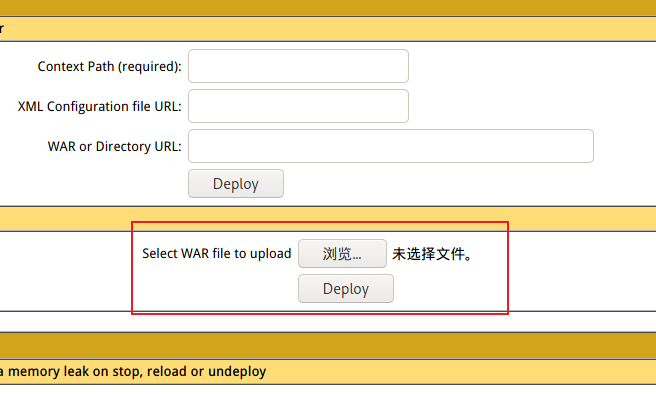 r
Context Path (required):
XML Configuration file URL:
WAR or Directory URL:
Deploy
Select WAR file to upload 浏览... 未选择文件。
Deploy
a memory leak on stop, reload or undeploy